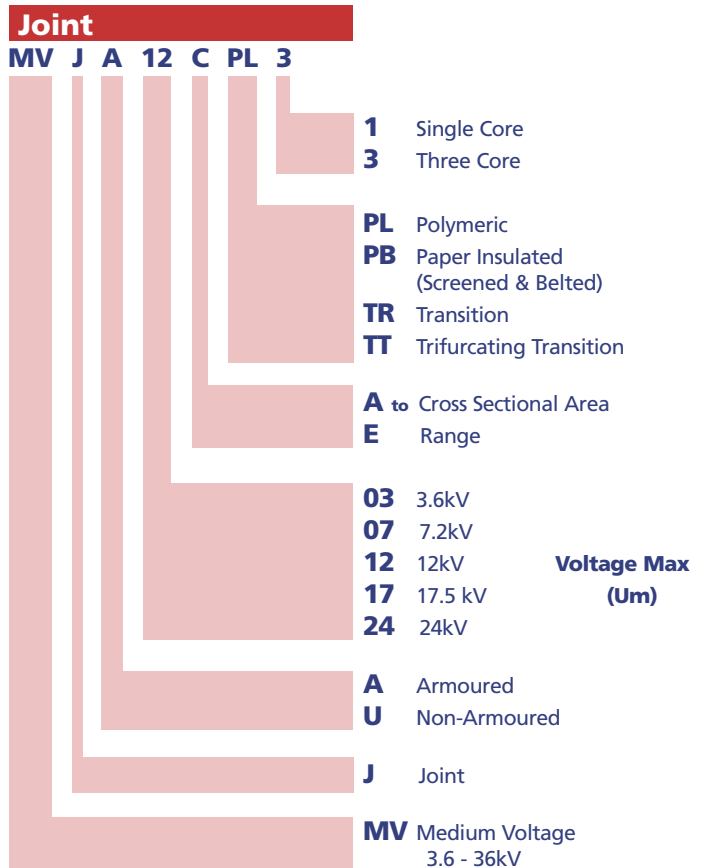 Joint
MV J A 12 C PL 3
1 Single Core
3 Three Core
PL Polymeric
PB Paper Insulated
(Screened & Belted)
TR Transition
TT Trifurcating Transition
A to Cross Sectional Area
E Range
03 3.6kV
07 7.2kV
12 12kV Voltage Max
17 17.5 kV (Um)
24 24kV
A Armoured
U Non-Armoured
J Joint
MV Medium Voltage
3.6 - 36kV